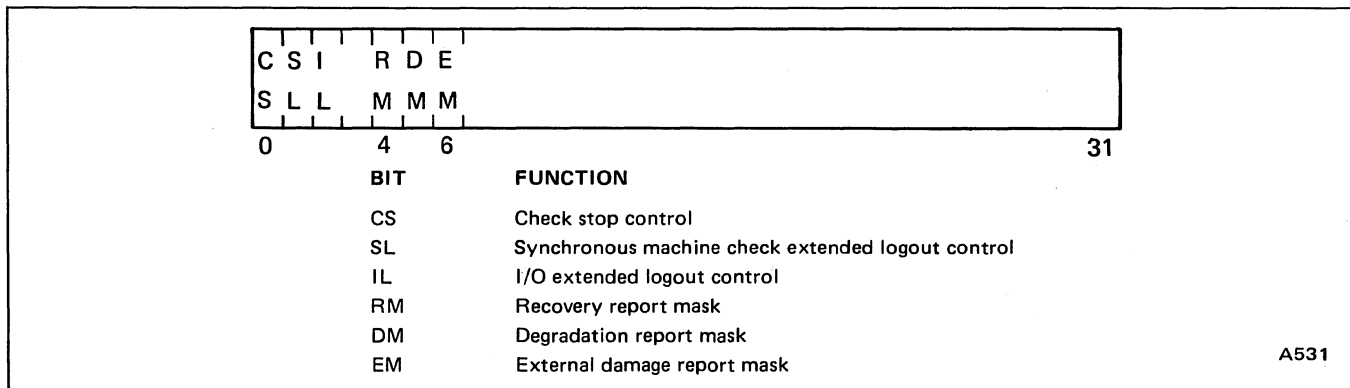 C S I R D E
S L L M M M
0 4 6 31
BIT FUNCTION
CS Check stop control
SL Synchronous machine check extended logout control
IL I/O extended logout control
RM Recovery report mask
DM Degradation report mask
EM External damage report mask
A531